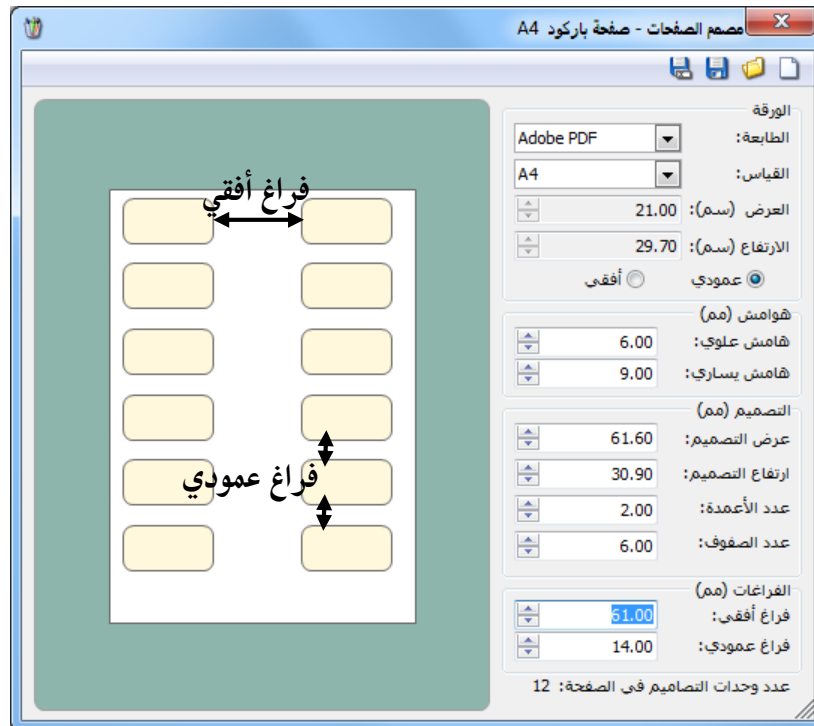 مصمم الصفحات - صفحة باركود A4
الورقة
الطابعة: Adobe PDF
القياس: A4
العرض (سم): 21.00
الارتفاع (سم): 29.70
عمودي أفقي
هوامش (مم)
هامش علوي: 6.00
هامش يساري: 9.00
التصميم (مم)
عرض التصميم: 61.60
ارتفاع التصميم: 30.90
عدد الأعمدة: 2.00
عدد الصفوف: 6.00
الفراغات (مم)
فراغ أفقي: 61.00
فراغ عمودي: 14.00
عدد وحدات التصاميم في الصفحة: 12
فراغ أفقي
فراغ عمودي